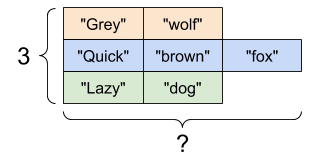 "Grey" "wolf"
3 "Quick" "brown" "fox"
"Lazy" "dog"
?